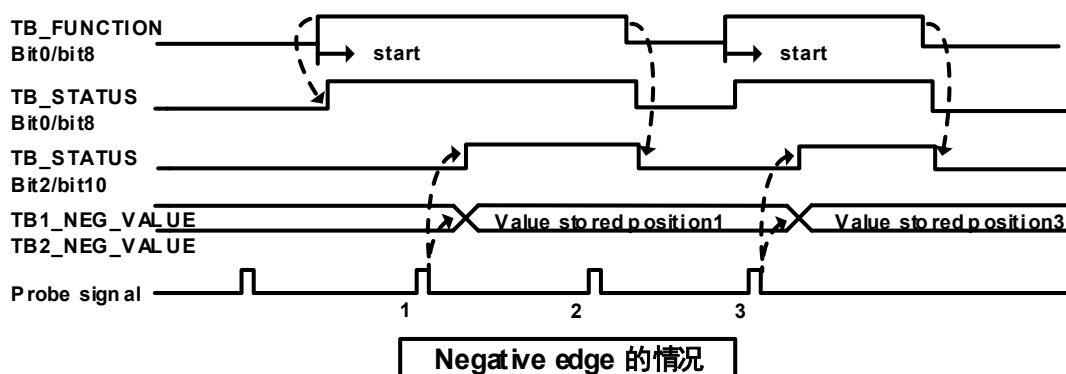 TB_FUNCTION
Bit0/bit8
start
start
TB_STATUS
Bit0/bit8
TB_STATUS
Bit2/bit10
TB1_NEG_VALUE
TB2_NEG_VALUE
Value stored position1
Value stored position3
Probe signal
1
2
3
Negative edge 的情况